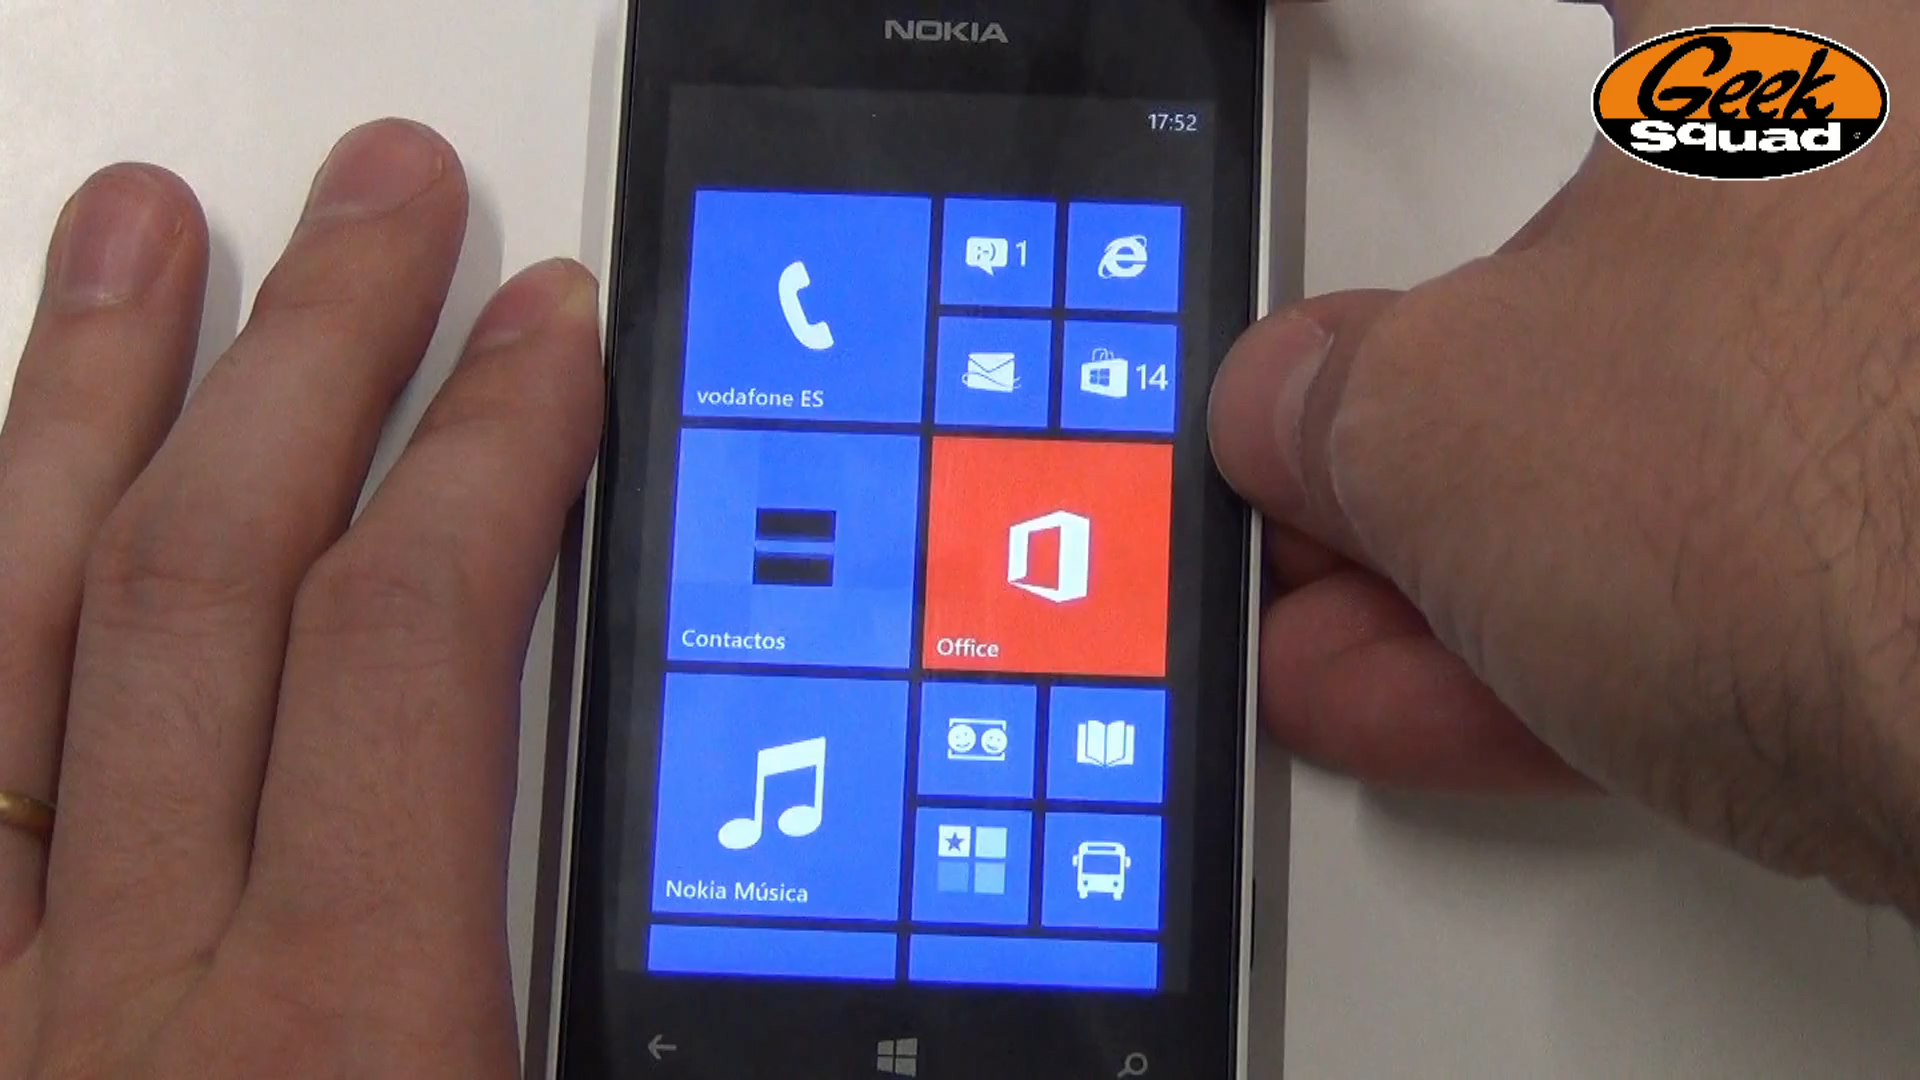 NOKIA
Geek
Squad
17:52
1
14
vodafone ES
Contactos
Office
Nokia Música